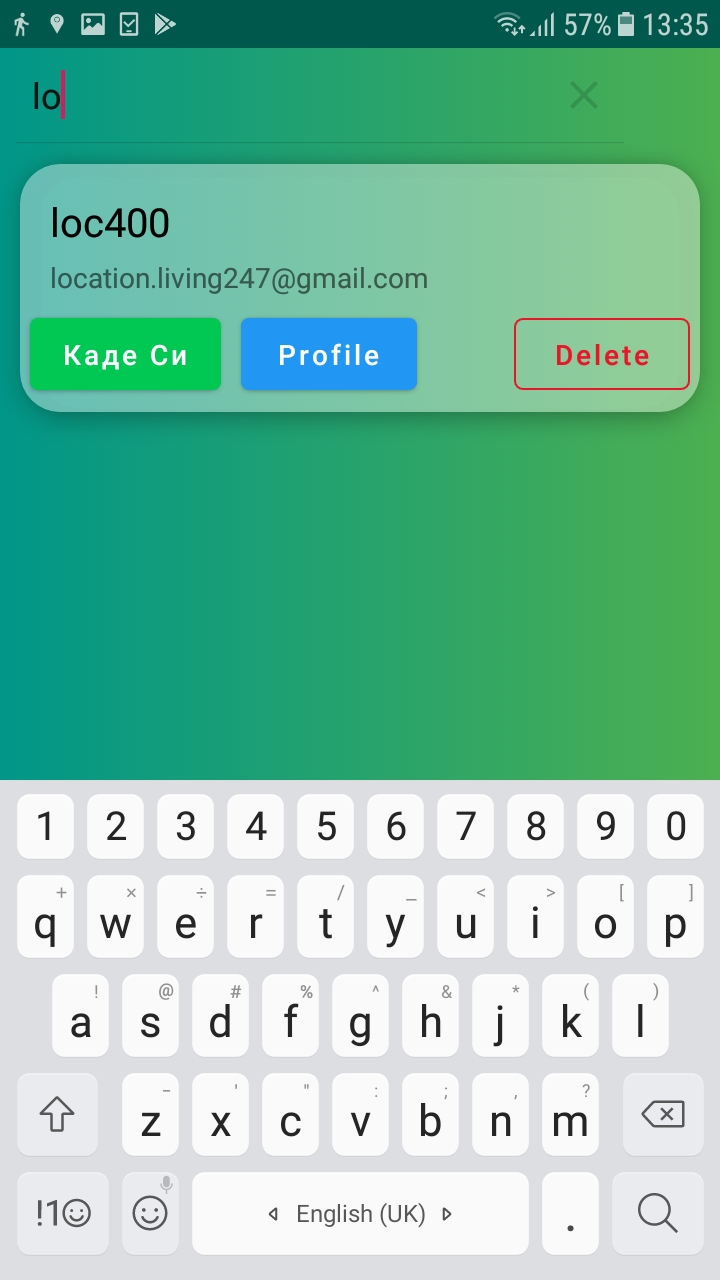 57% 13:35
lo
loc400
location.living247@gmail.com
Каде Си Profile Delete
1 2 3 4 5 6 7 8 9 0
+ × ÷ = / _ < > [ ]
q w e r t y u i o p
! @ # % ^ & * ( )
a s d f g h j k l
- ' " : ; , ?
z x c v b n m
!1☺ English (UK) .